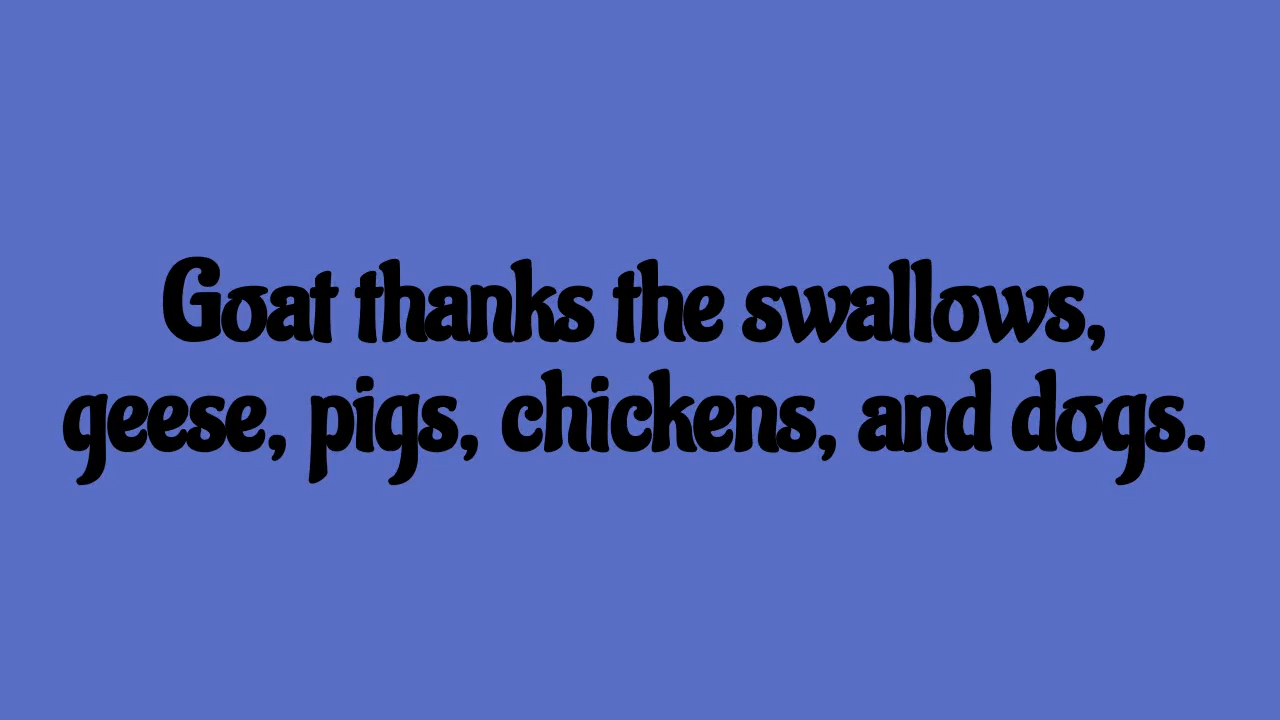 Goat thanks the swallows,
geese, pigs, chickens, and dogs.